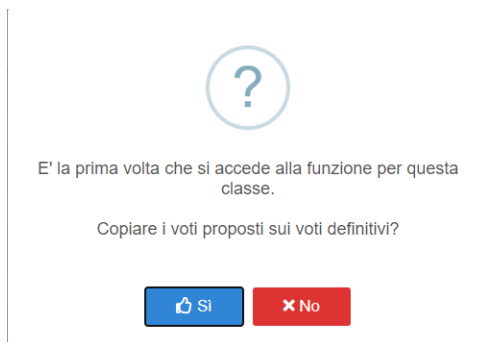 ?
E' la prima volta che si accede alla funzione per questa
classe.
Copiare i voti proposti sui voti definitivi?
Sì
No